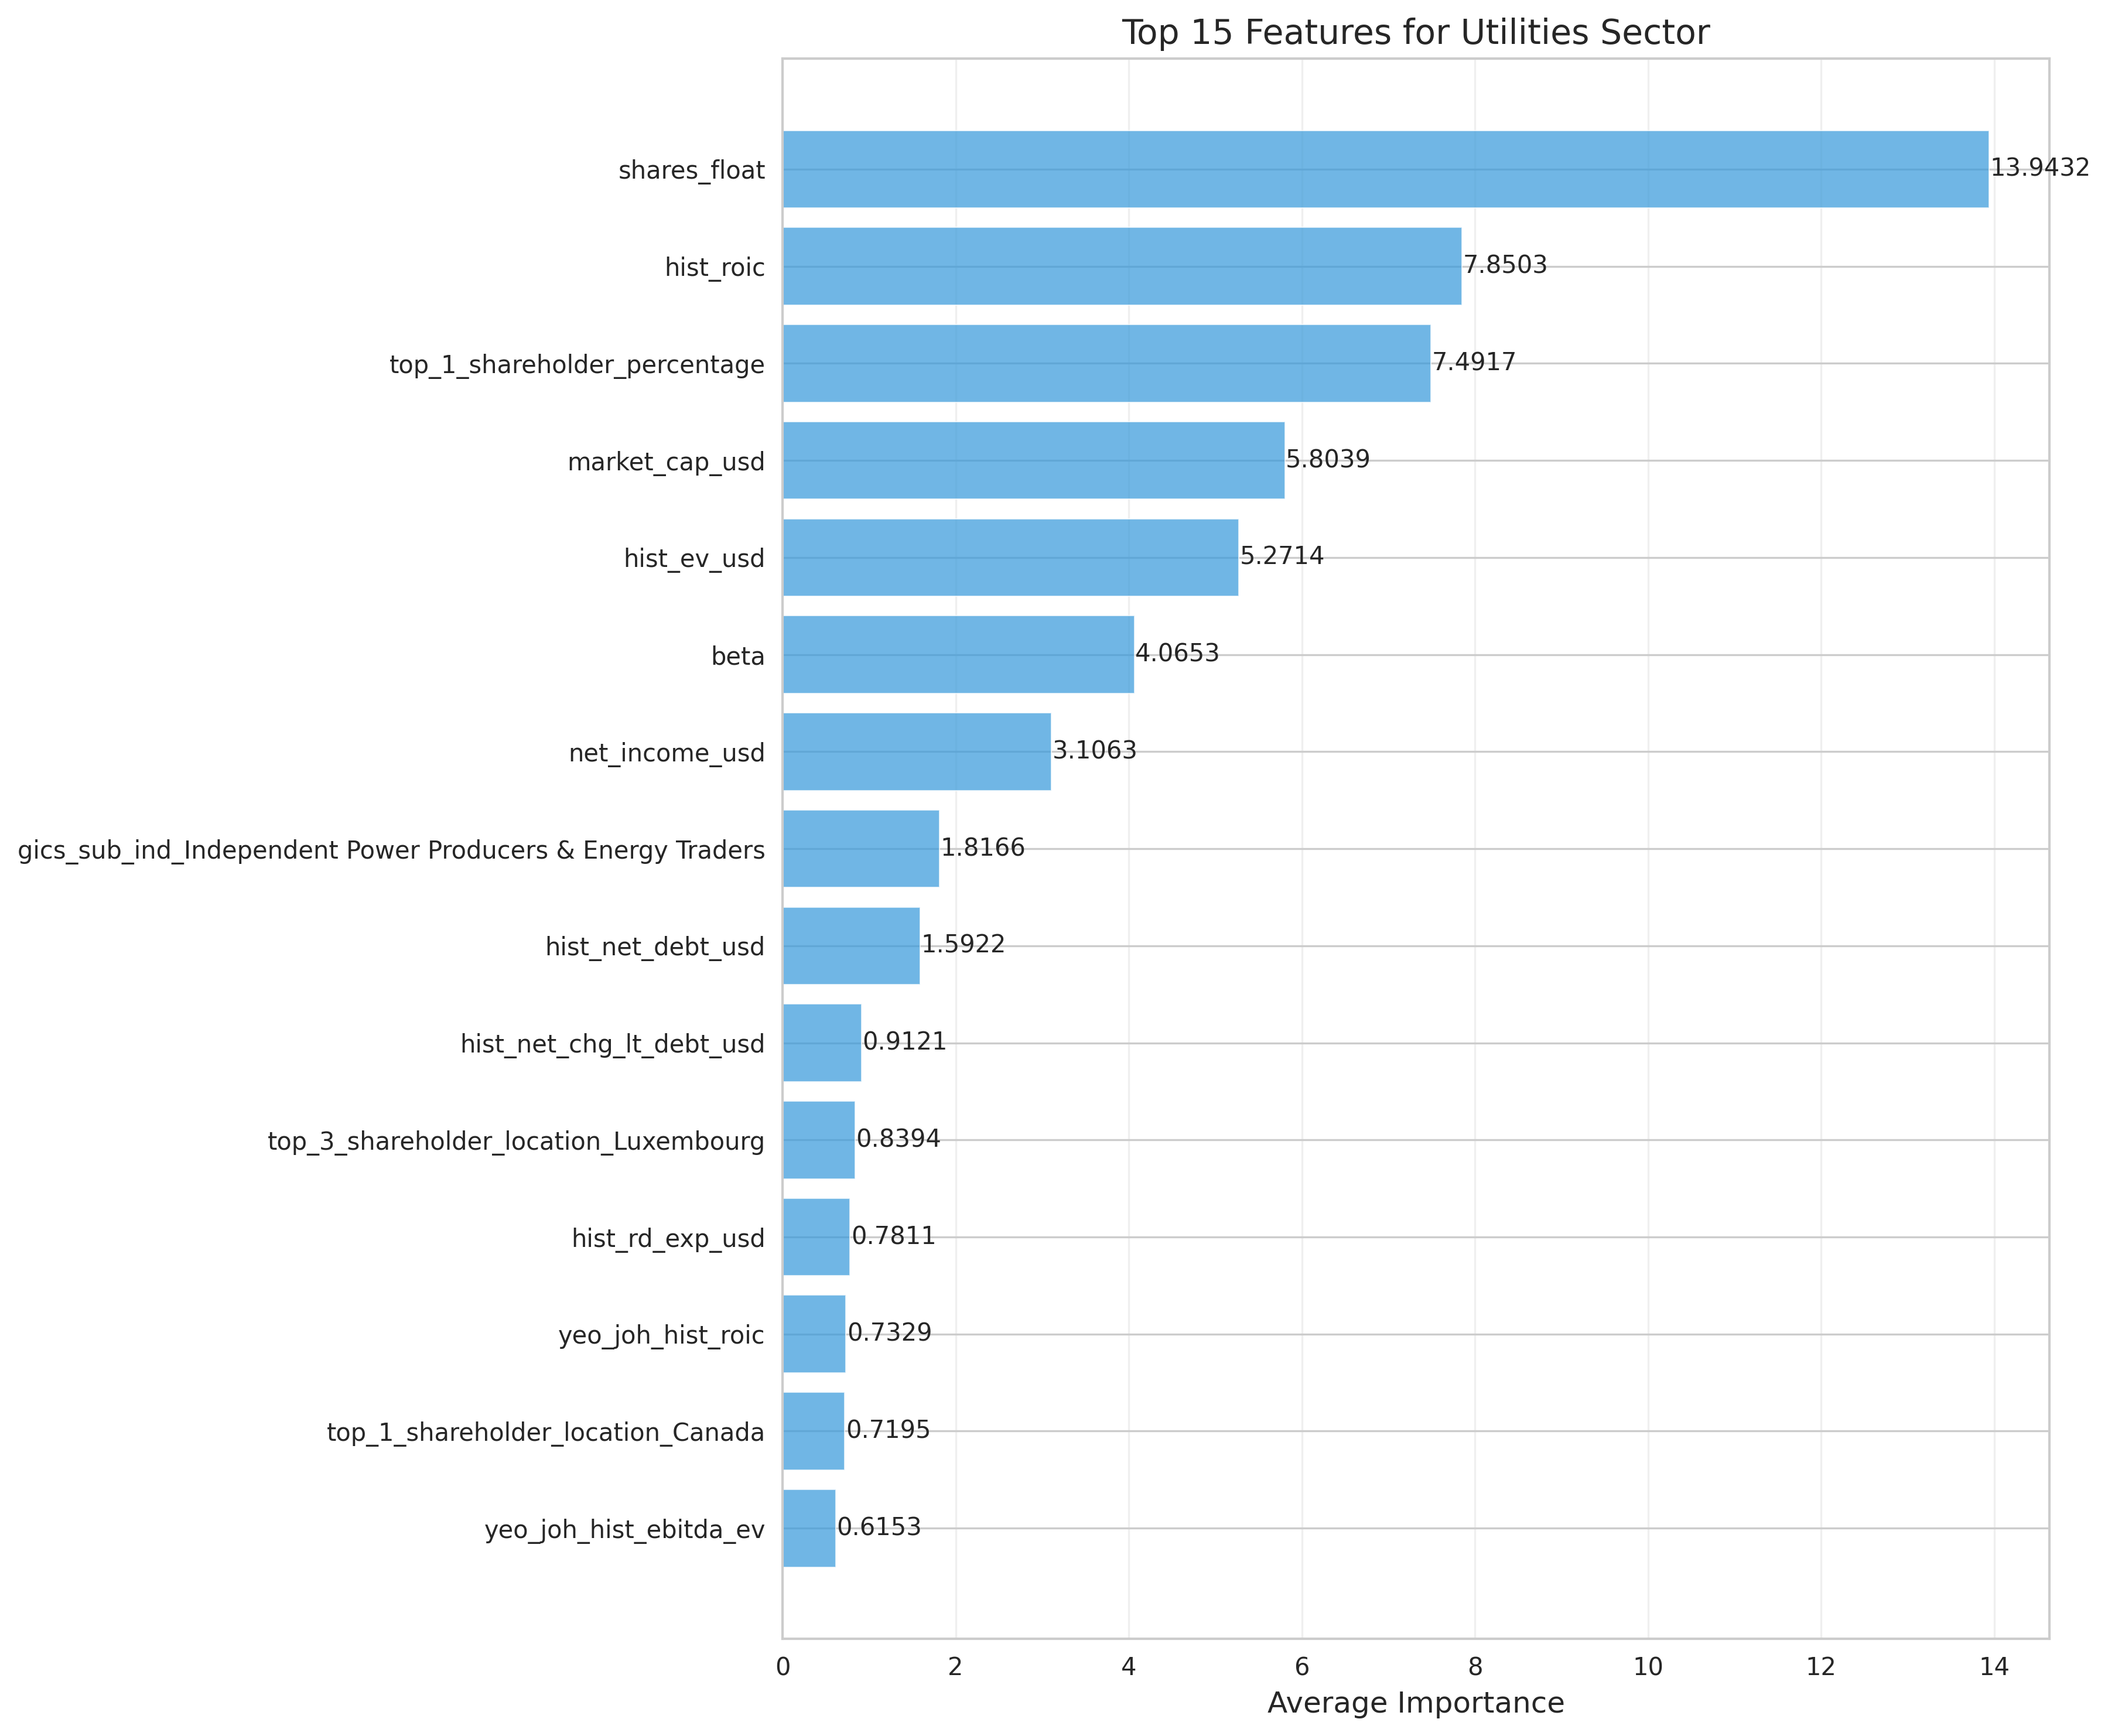 Top 15 Features for Utilities Sector
shares_float 13.9432
hist_roic 7.8503
top_1_shareholder_percentage 7.4917
market_cap_usd 5.8039
hist_ev_usd 5.2714
beta 4.0653
net_income_usd 3.1063
gics_sub_ind_Independent Power Producers & Energy Traders 1.8166
hist_net_debt_usd 1.5922
hist_net_chg_lt_debt_usd 0.9121
top_3_shareholder_location_Luxembourg 0.8394
hist_rd_exp_usd 0.7811
yeo_joh_hist_roic 0.7329
top_1_shareholder_location_Canada 0.7195
yeo_joh_hist_ebitda_ev 0.6153
0 2 4 6 8 10 12 14
Average Importance